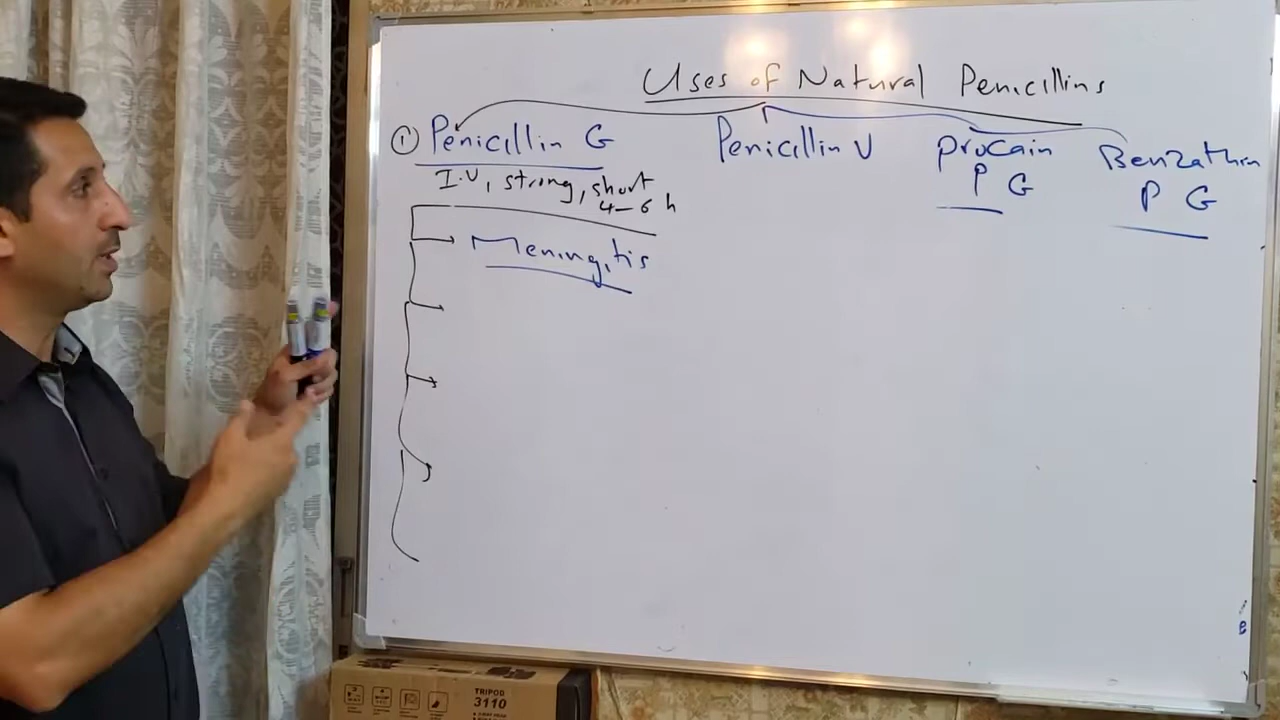 Uses of Natural Penicillins
① Penicillin G
I.V, strong, short
4-6 h
Meningitis
Penicillin V
procain
P G
Benzathin
P G
TRIPOD
3110